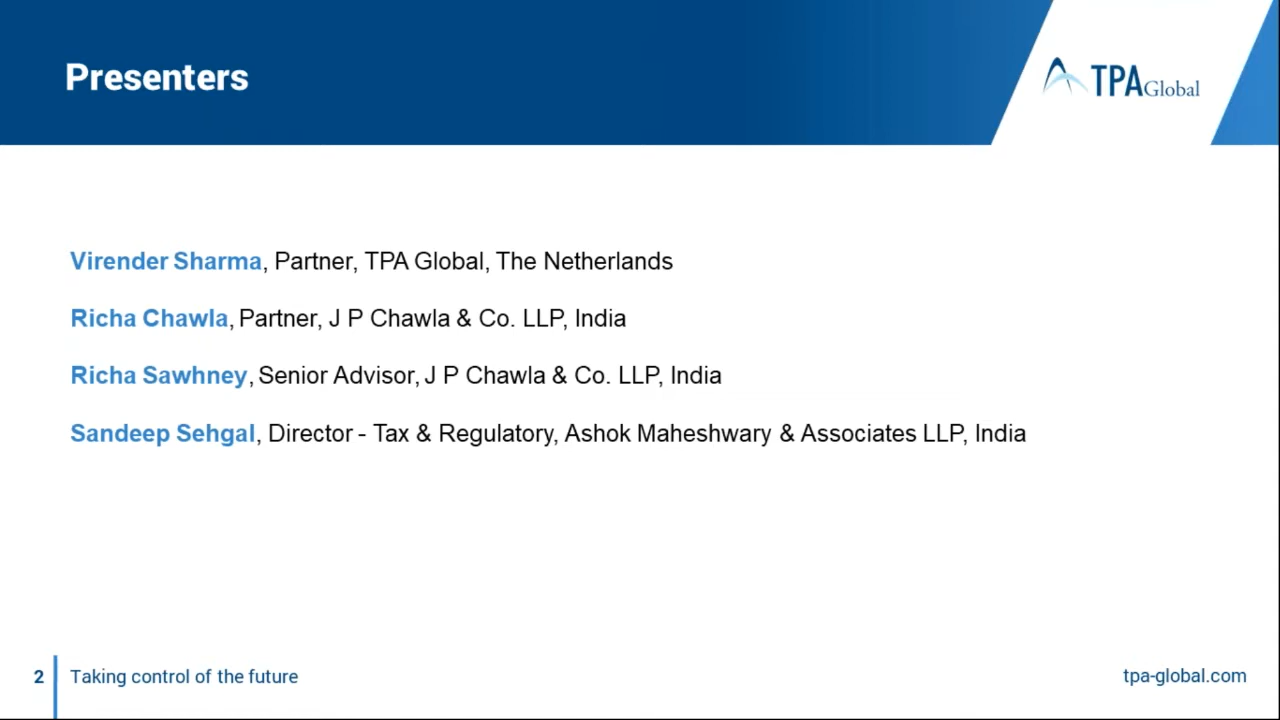 Presenters
TPA Global
Virender Sharma, Partner, TPA Global, The Netherlands
Richa Chawla, Partner, J P Chawla & Co. LLP, India
Richa Sawhney, Senior Advisor, J P Chawla & Co. LLP, India
Sandeep Sehgal, Director - Tax & Regulatory, Ashok Maheshwary & Associates LLP, India
2
Taking control of the future
tpa-global.com